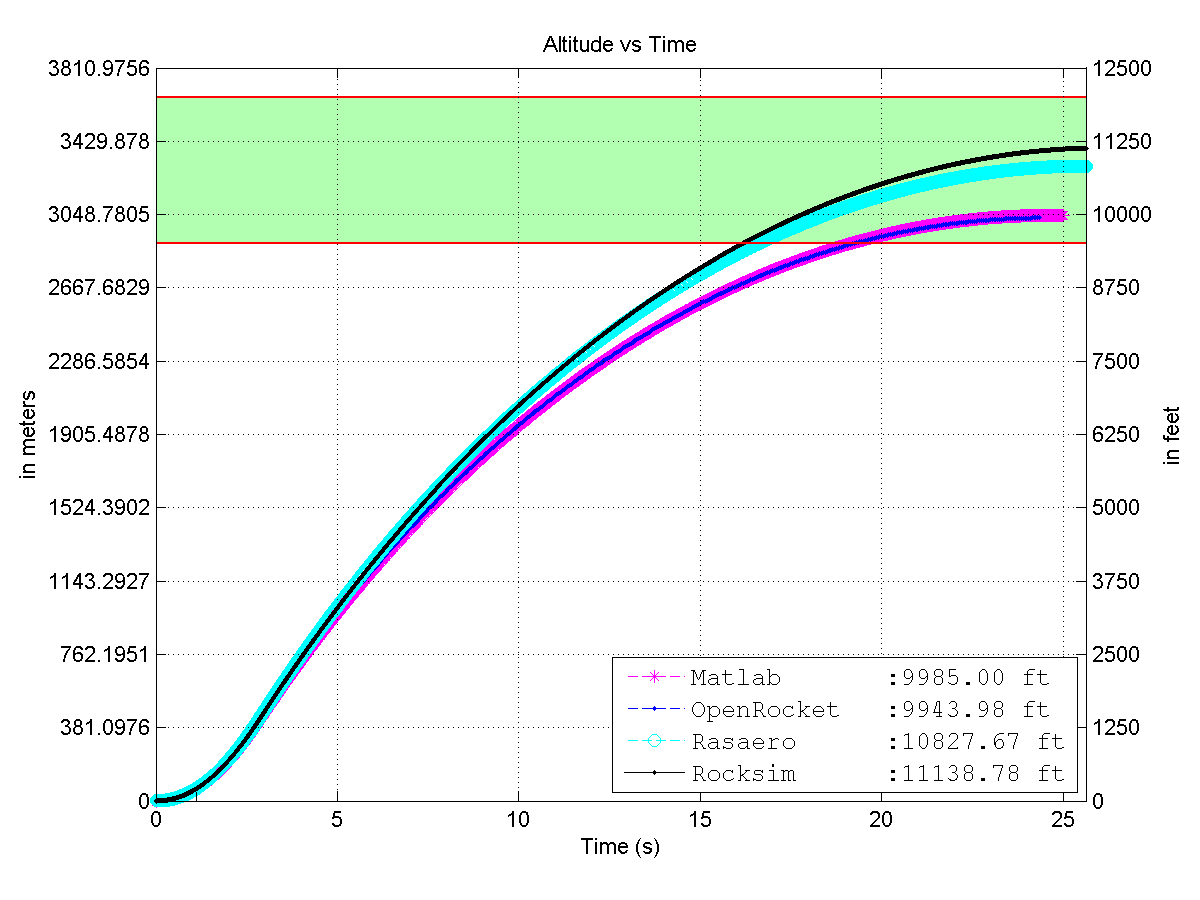 Altitude vs Time
3810.9756
3429.878
3048.7805
2667.6829
2286.5854
1905.4878
1524.3902
1143.2927
762.1951
381.0976
0
in meters
12500
11250
10000
8750
7500
6250
5000
3750
2500
1250
0
in feet
Matlab :9985.00 ft
OpenRocket :9943.98 ft
Rasaero :10827.67 ft
Rocksim :11138.78 ft
0 5 10 15 20 25
Time (s)